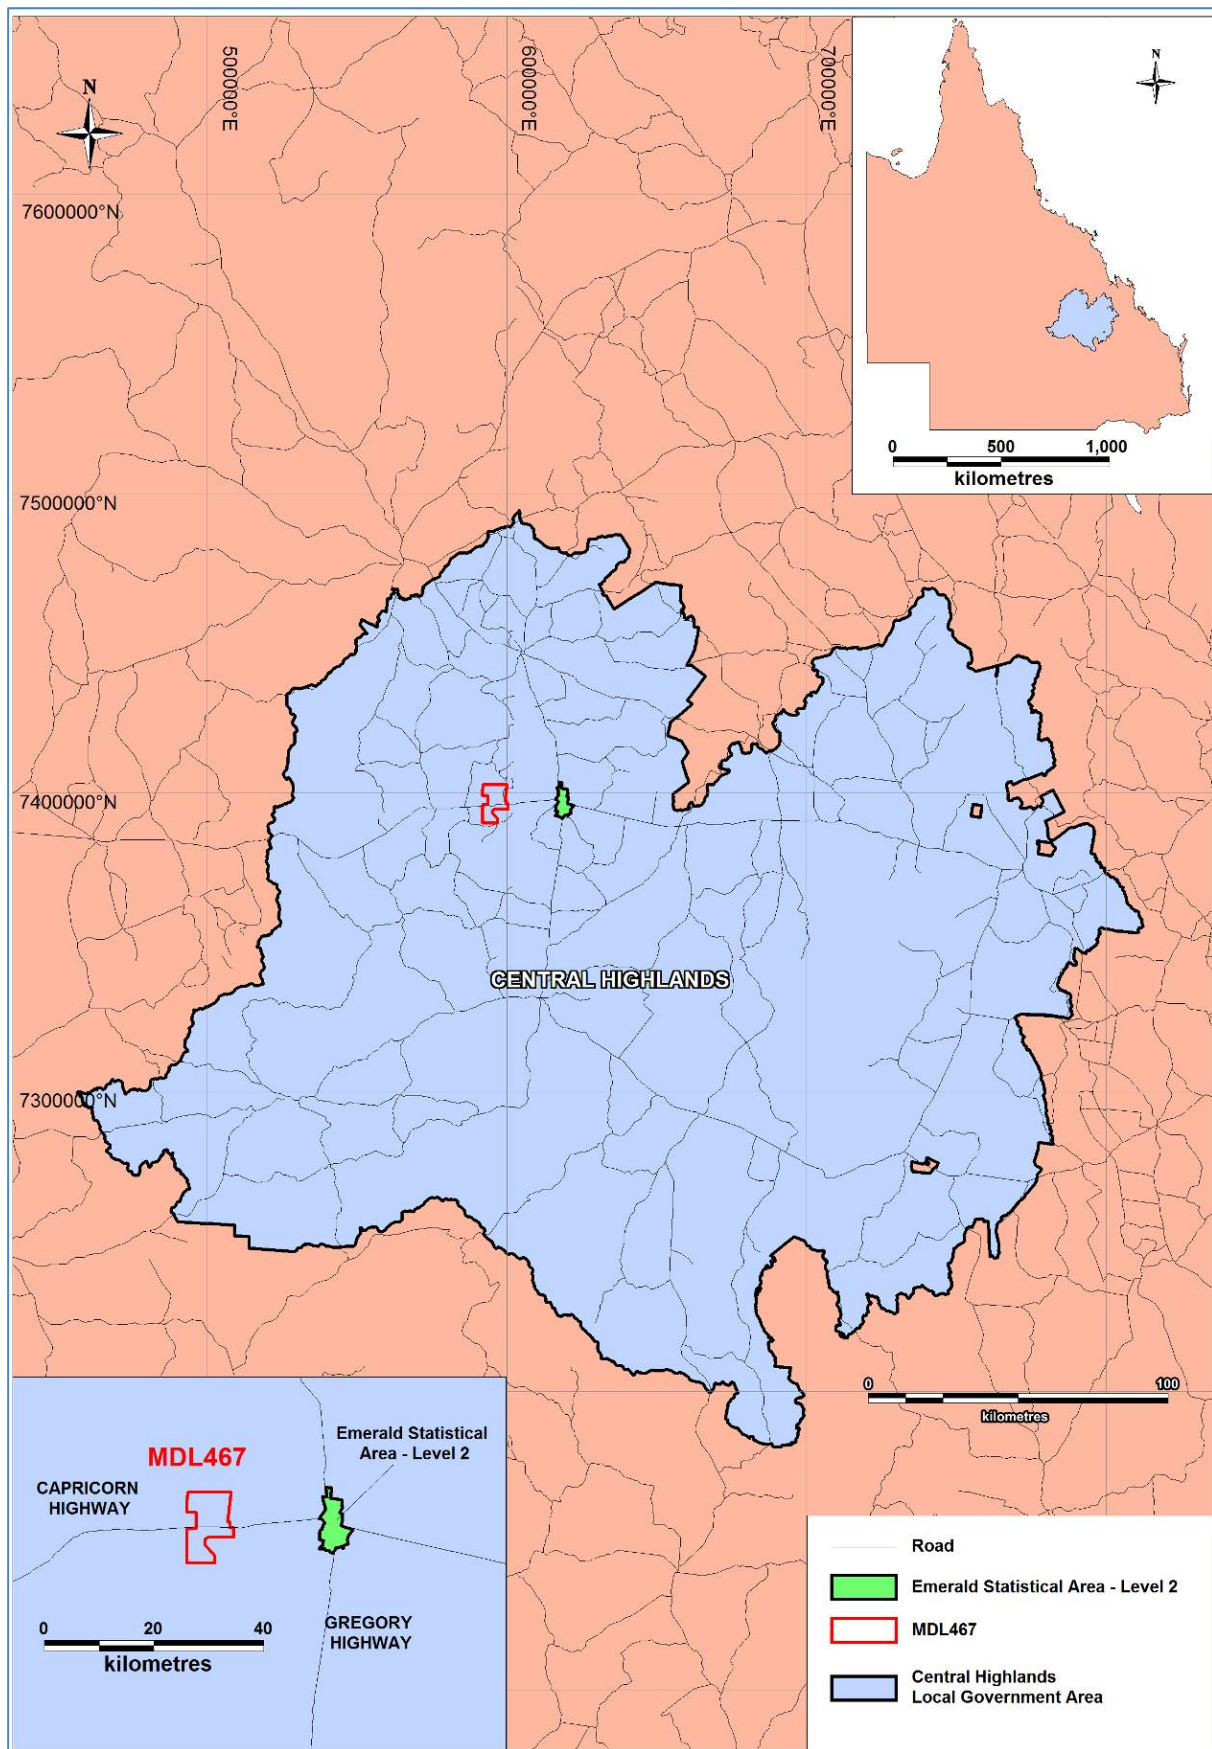 N
500000°E
600000°E
700000°E
N
7600000°N
0 500 1,000
kilometres
7500000°N
7400000°N
CENTRAL HIGHLANDS
7300000°N
0 100
kilometres
Emerald Statistical
Area - Level 2
MDL467
CAPRICORN
HIGHWAY
GREGORY
HIGHWAY
0 20 40
kilometres
Road
Emerald Statistical Area - Level 2
MDL467
Central Highlands
Local Government Area